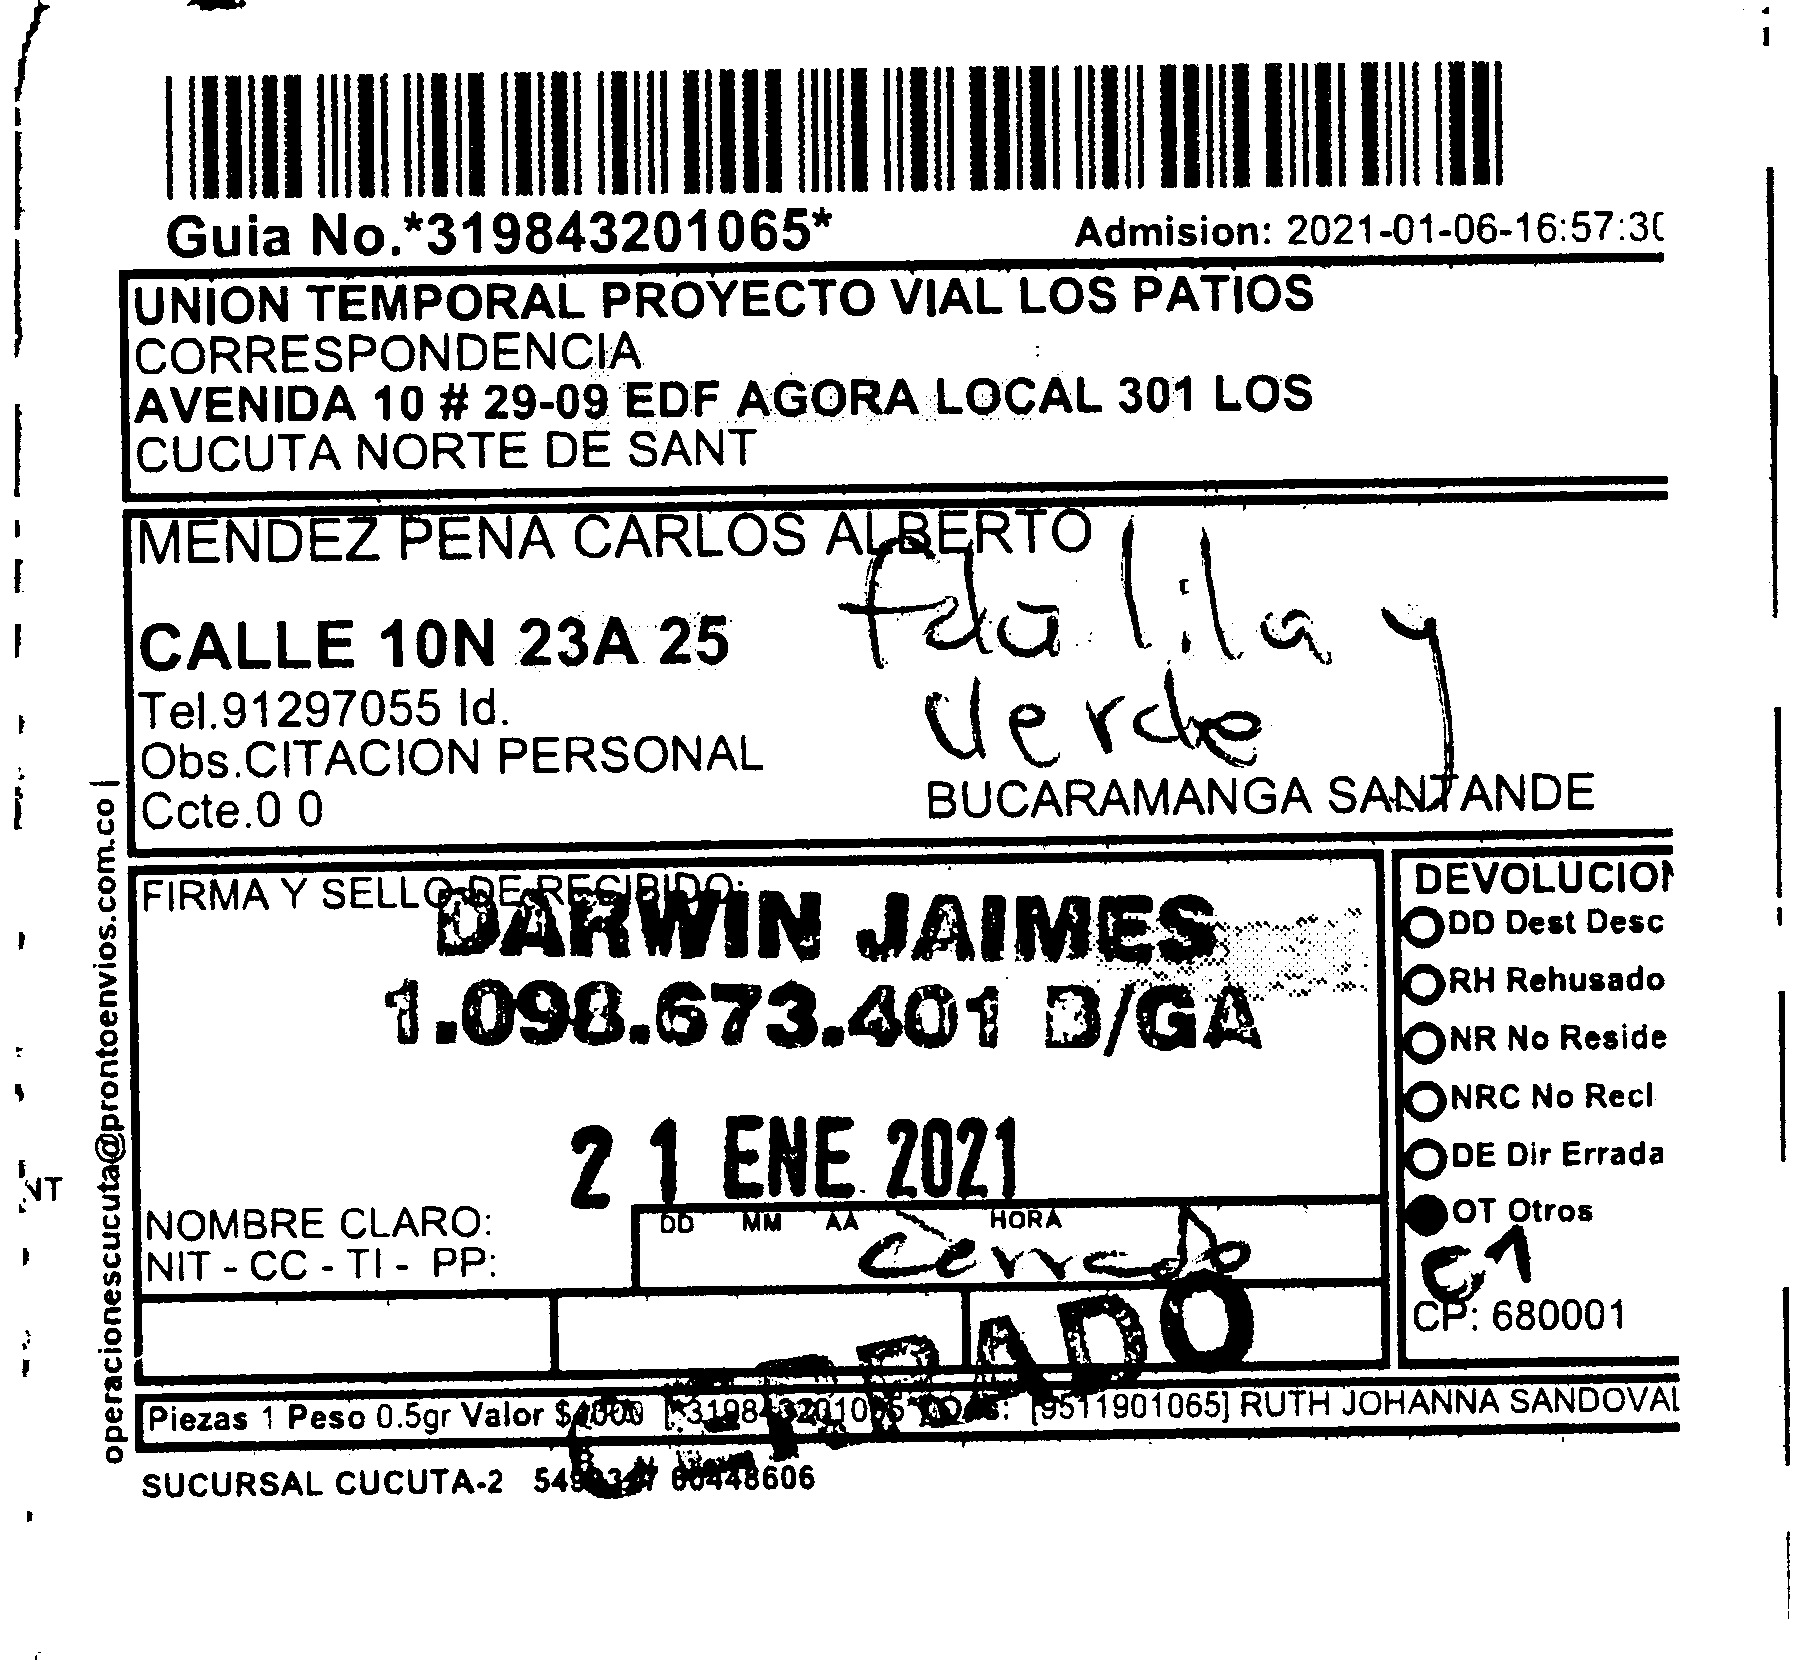 Guia No.*319843201065*
Admision: 2021-01-06-16:57:30
UNION TEMPORAL PROYECTO VIAL LOS PATIOS
CORRESPONDENCIA
AVENIDA 10 # 29-09 EDF AGORA LOCAL 301 LOS
CUCUTA NORTE DE SANT
MENDEZ PENA CARLOS ALBERTO
CALLE 10N 23A 25
Tel.91297055 Id.
Obs.CITACION PERSONAL
Ccte.0 0
fda lila y
verde
BUCARAMANGA SANTANDE
FIRMA Y SELLO DE RECIBIDO:
DARWIN JAIMES
1.098.673.401 B/GA
21 ENE 2021
NOMBRE CLARO:
NIT - CC - TI - PP:
DD MM AA HORA
Cerrado
CERRADO
DEVOLUCION
DD Dest Desc
RH Rehusado
NR No Reside
NRC No Recl
DE Dir Errada
OT Otros
C1
CP: 680001
Piezas 1 Peso 0.5gr Valor $4000 [*319843201065* [9511901065] RUTH JOHANNA SANDOVAL
SUCURSAL CUCUTA-2
operacionescucuta@prontoenvios.com.co |
NT